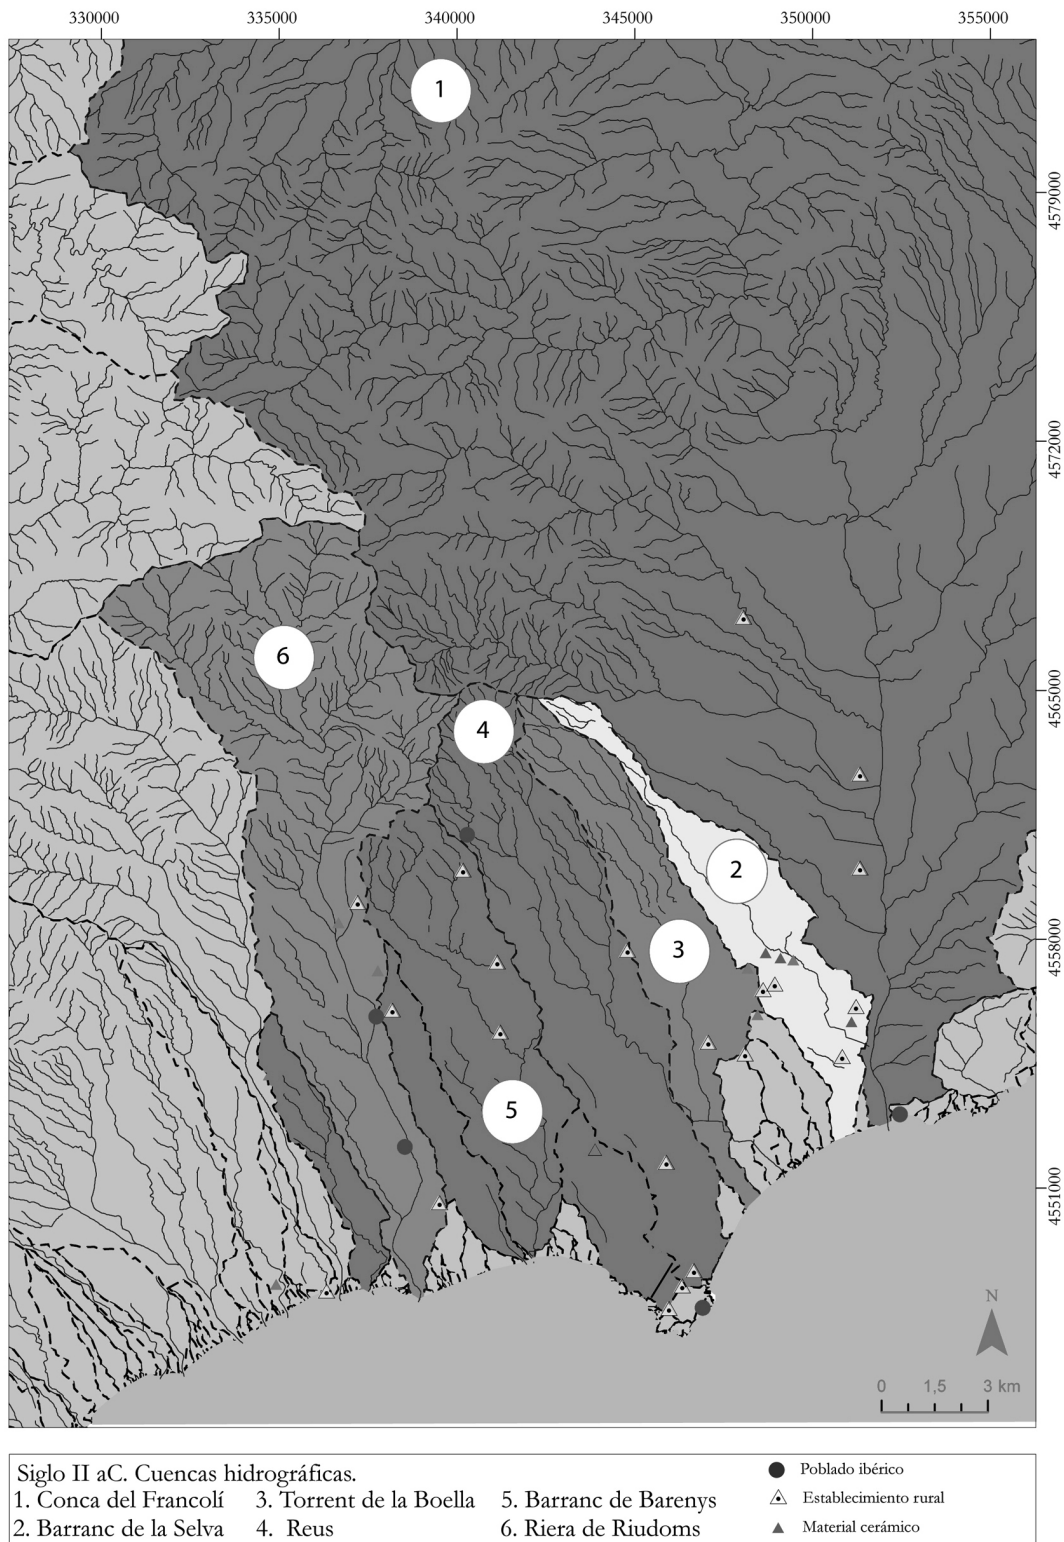 330000 335000 340000 345000 350000 355000
1
4579000
4572000
6
4565000
4
2
4558000
3
5
4551000
N
0 1,5 3 km
Siglo II aC. Cuencas hidrográficas.
1. Conca del Francolí 3. Torrent de la Boella 5. Barranc de Barenys
2. Barranc de la Selva 4. Reus 6. Riera de Riudoms
Poblado ibérico
Establecimiento rural
Material cerámico